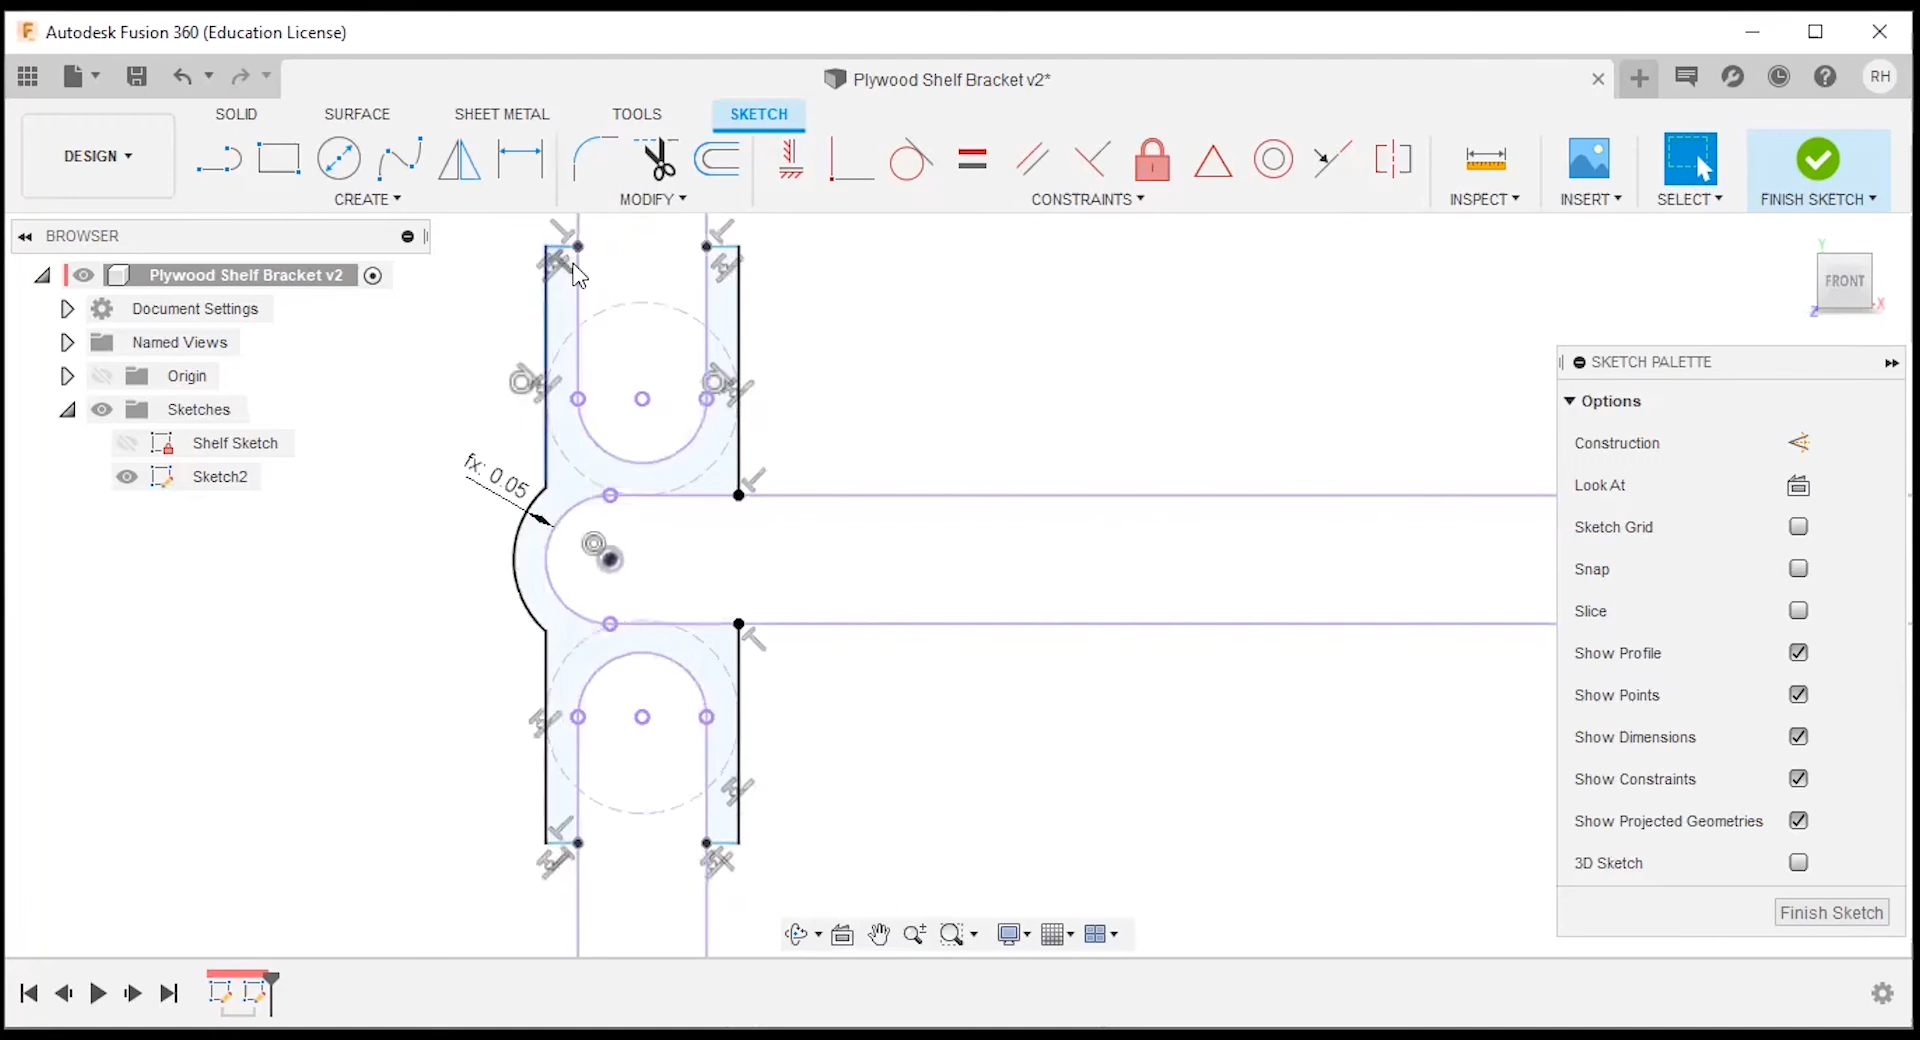 Autodesk Fusion 360 (Education License)
Plywood Shelf Bracket v2*
RH
SOLID
SURFACE
SHEET METAL
TOOLS
SKETCH
DESIGN
CREATE
MODIFY
CONSTRAINTS
INSPECT
INSERT
SELECT
FINISH SKETCH
BROWSER
Plywood Shelf Bracket v2
Document Settings
Named Views
Origin
Sketches
Shelf Sketch
Sketch2
fx: 0.05
Y
FRONT
X
Z
SKETCH PALETTE
Options
Construction
Look At
Sketch Grid
Snap
Slice
Show Profile
Show Points
Show Dimensions
Show Constraints
Show Projected Geometries
3D Sketch
Finish Sketch